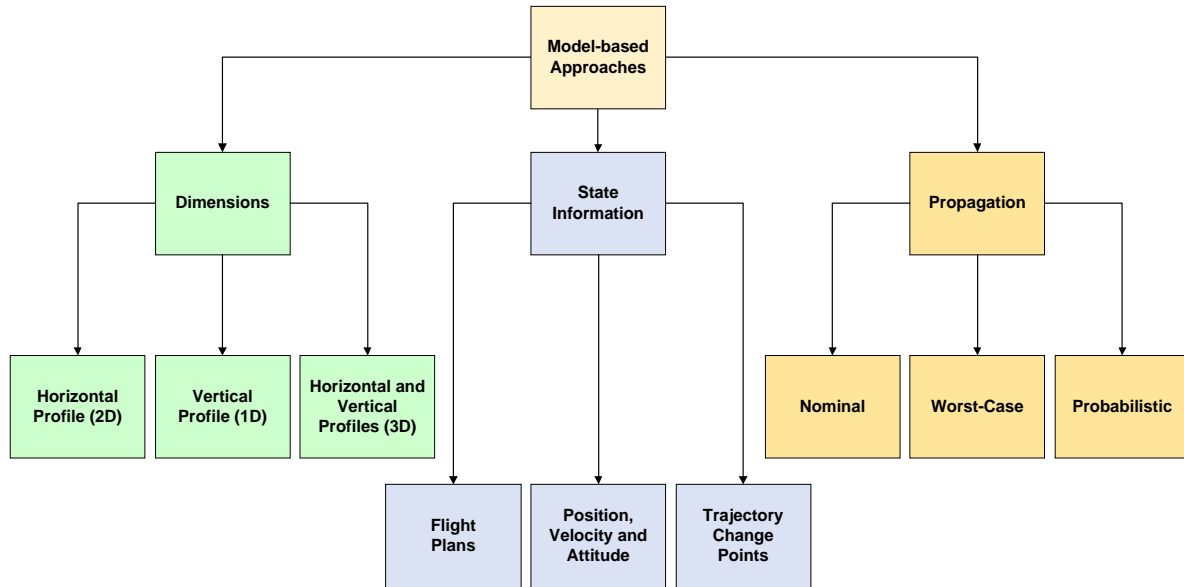 Model-based
Approaches
Dimensions
State
Information
Propagation
Horizontal
Profile (2D)
Vertical
Profile (1D)
Horizontal and
Vertical
Profiles (3D)
Nominal
Worst-Case
Probabilistic
Flight
Plans
Position,
Velocity and
Attitude
Trajectory
Change
Points